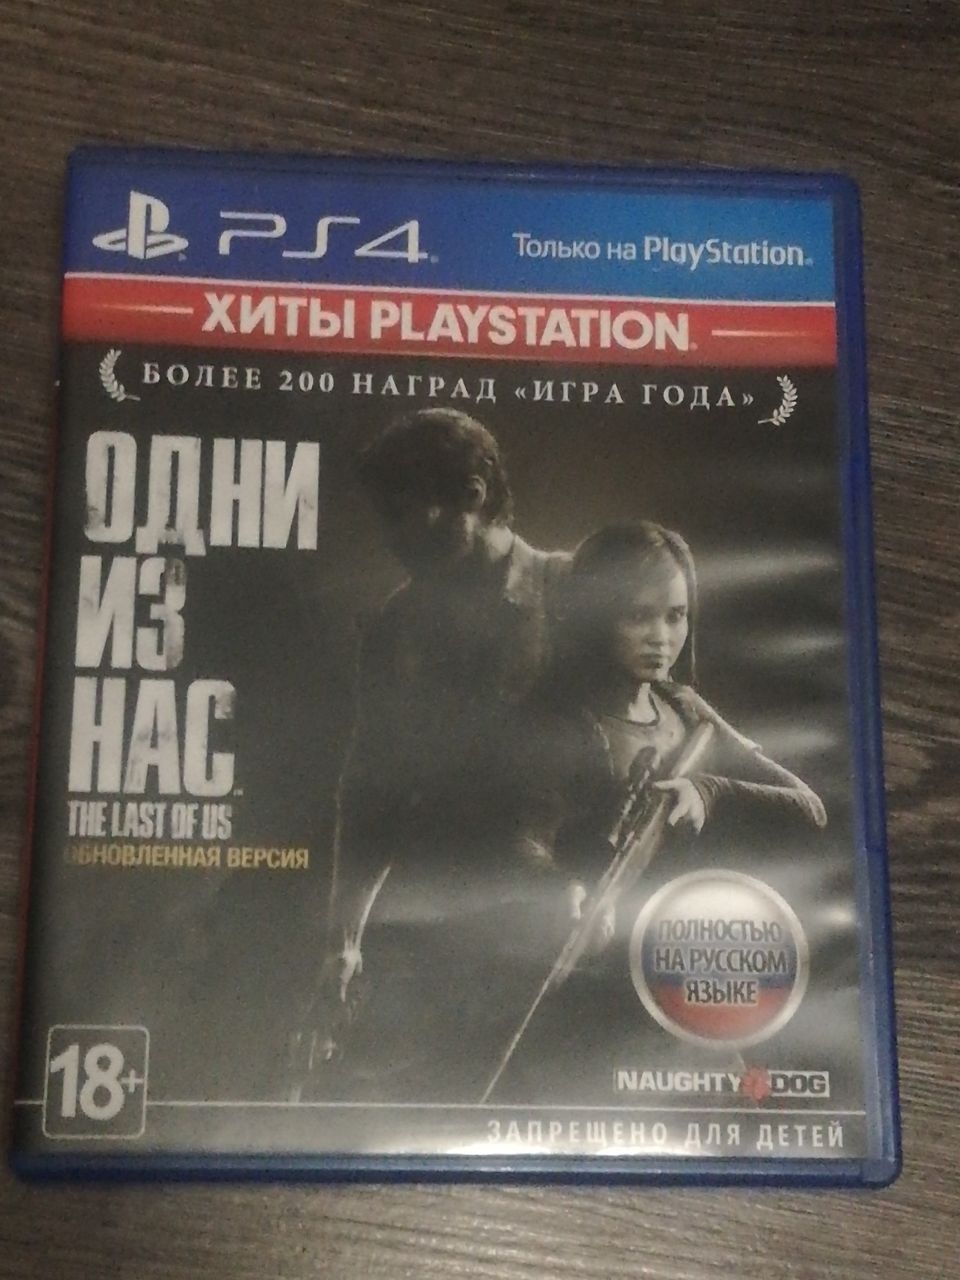 PS4
Только на PlayStation
ХИТЫ PLAYSTATION
БОЛЕЕ 200 НАГРАД «ИГРА ГОДА»
ОДНИ
ИЗ
НАС
THE LAST OF US
ОБНОВЛЕННАЯ ВЕРСИЯ
ПОЛНОСТЬЮ
НА РУССКОМ
ЯЗЫКЕ
18+
NAUGHTY DOG
ЗАПРЕЩЕНО ДЛЯ ДЕТЕЙ